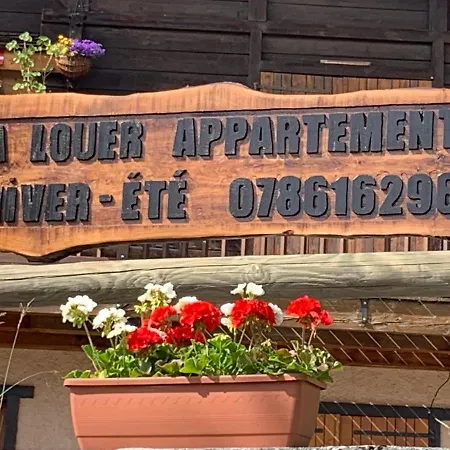 A LOUER APPARTEMENT
HIVER - ÉTÉ 078616296